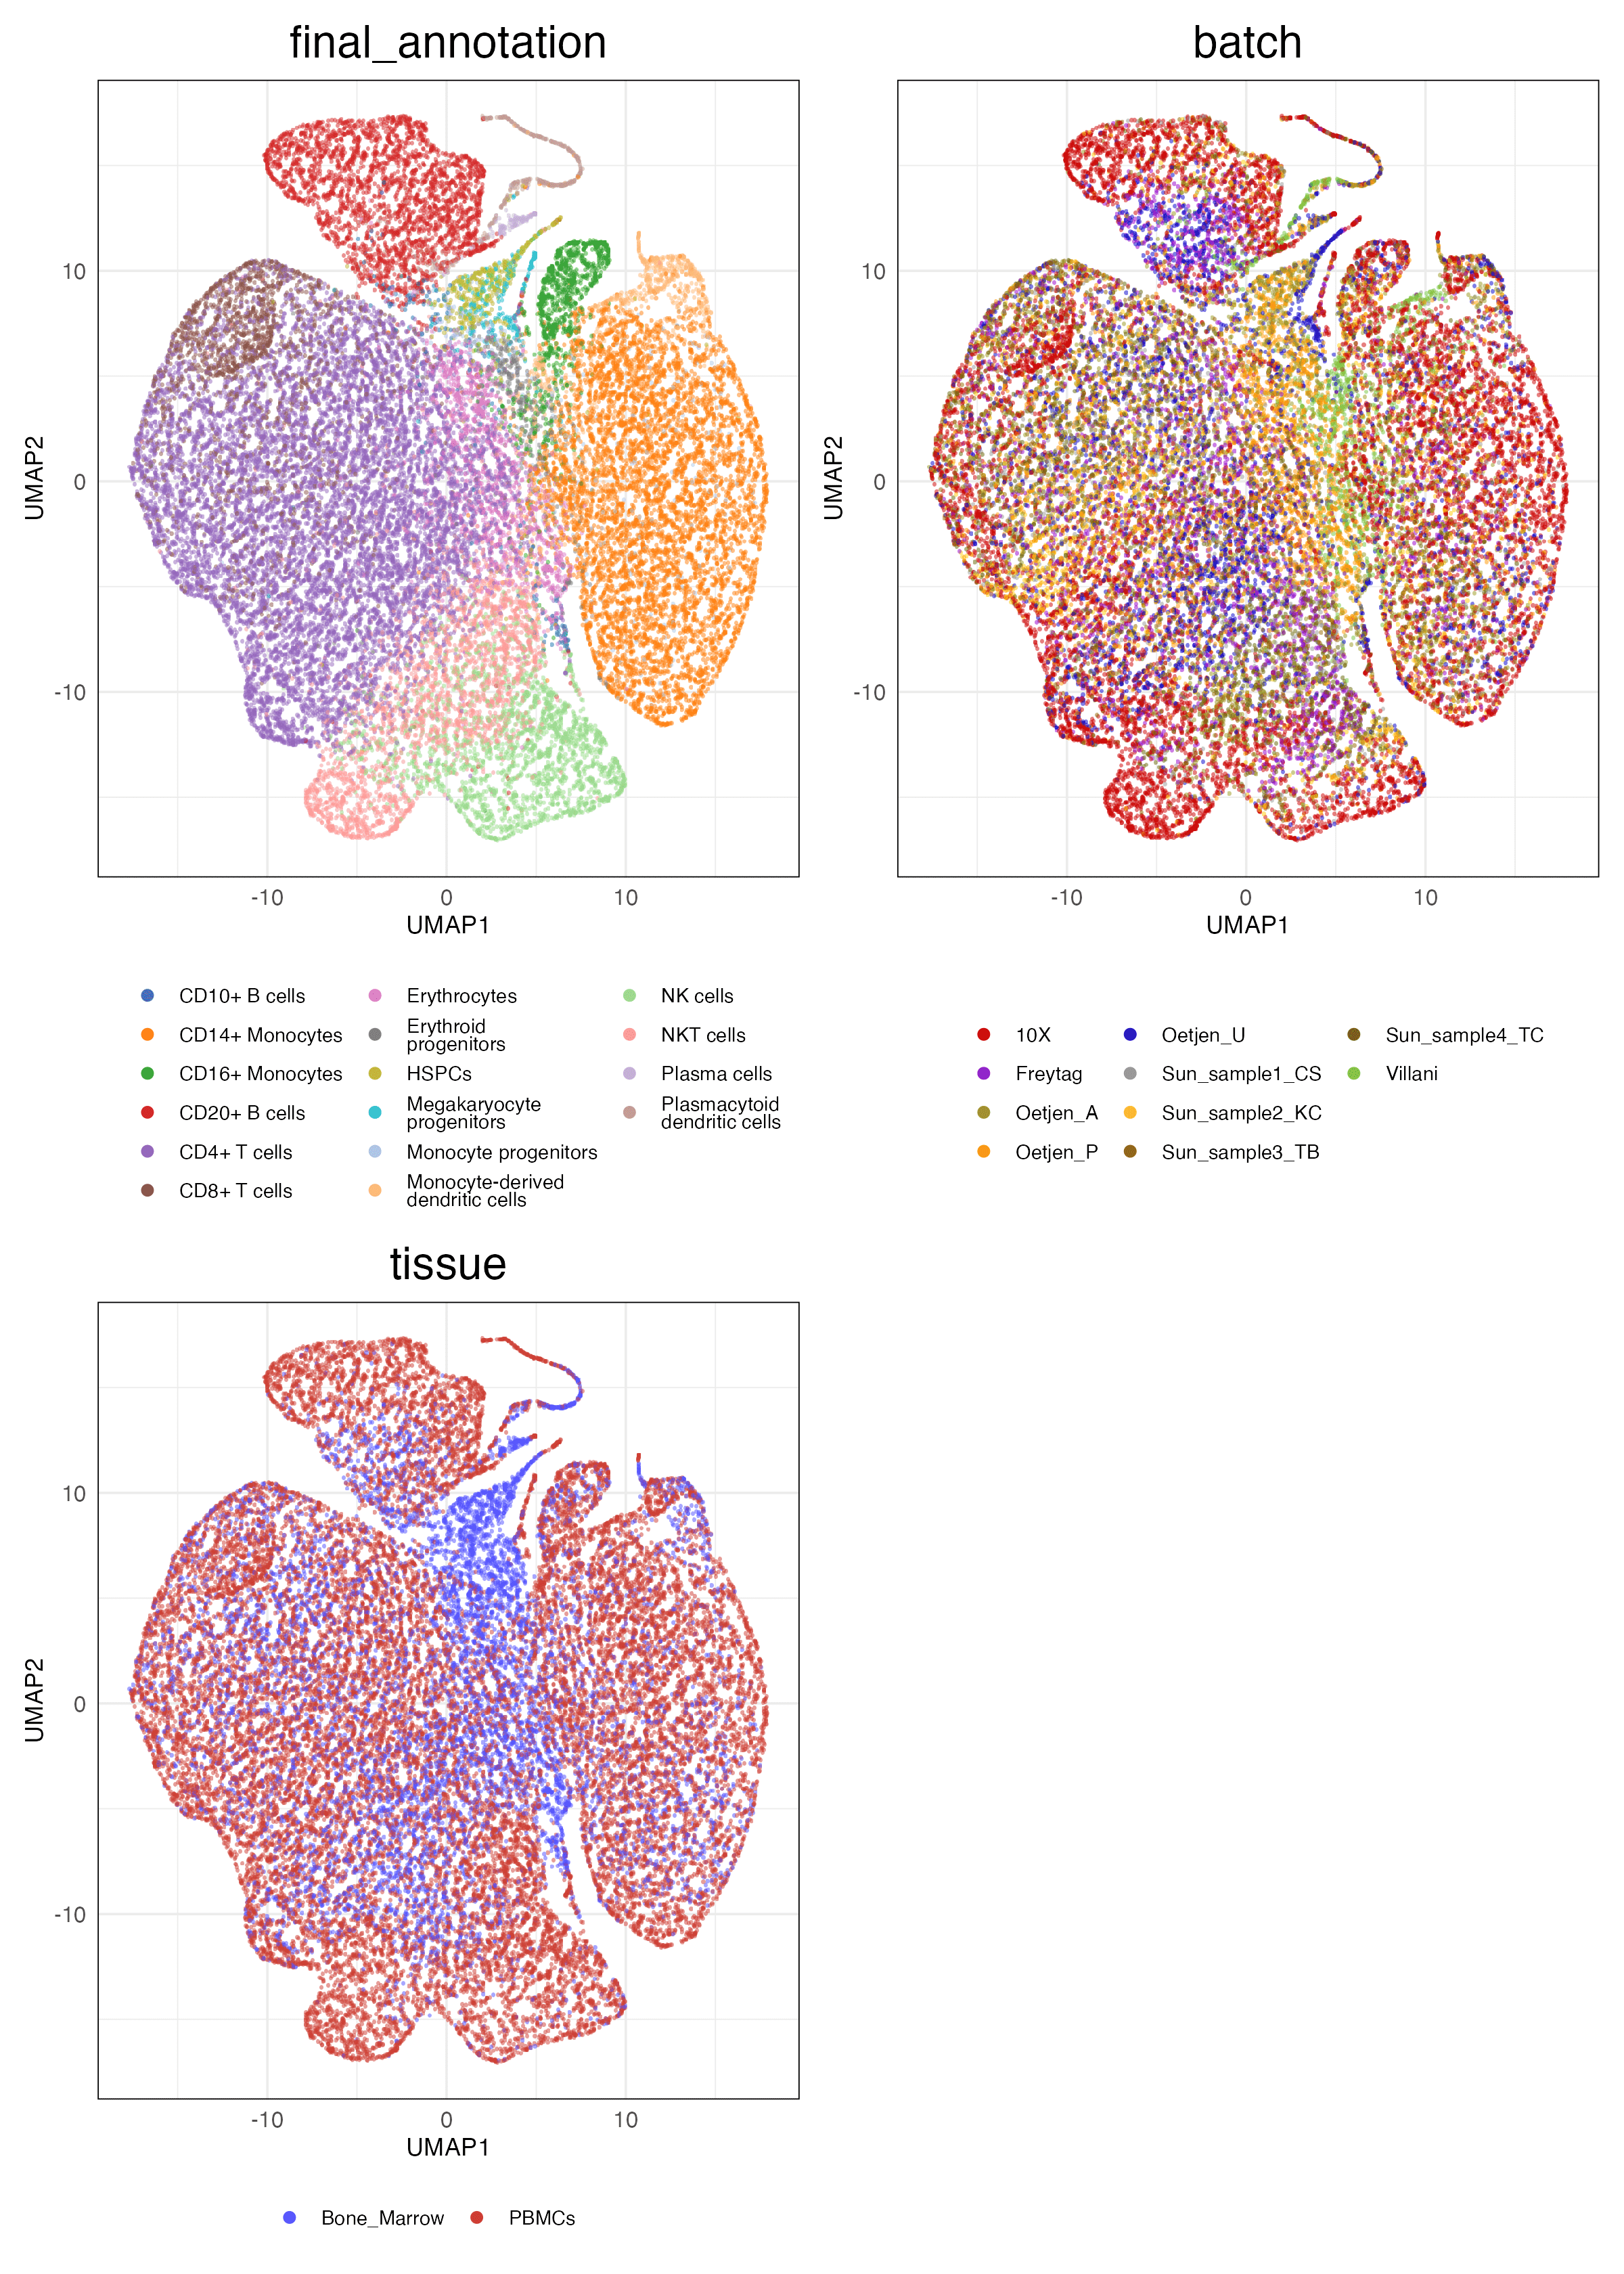 final_annotation
batch
UMAP2
10
0
-10
-10
0
10
UMAP1
UMAP2
10
0
-10
-10
0
10
UMAP1
CD10+ B cells
CD14+ Monocytes
CD16+ Monocytes
CD20+ B cells
CD4+ T cells
CD8+ T cells
Erythrocytes
Erythroid
progenitors
HSPCs
Megakaryocyte
progenitors
Monocyte progenitors
Monocyte-derived
dendritic cells
NK cells
NKT cells
Plasma cells
Plasmacytoid
dendritic cells
10X
Freytag
Oetjen_A
Oetjen_P
Oetjen_U
Sun_sample1_CS
Sun_sample2_KC
Sun_sample3_TB
Sun_sample4_TC
Villani
tissue
UMAP2
10
0
-10
-10
0
10
UMAP1
Bone_Marrow
PBMCs